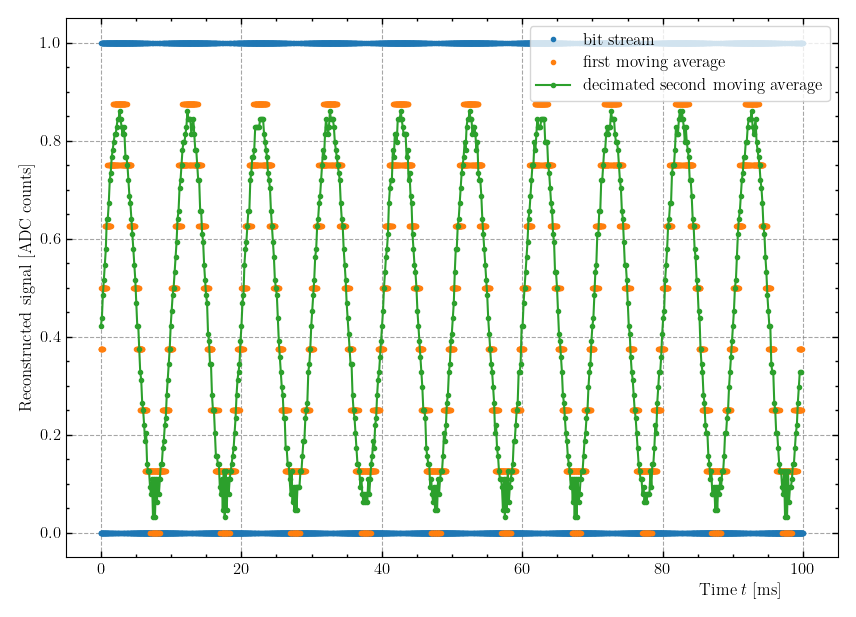 1.0
0.8
0.6
0.4
0.2
0.0
Reconstructed signal [ADC counts]
bit stream
first moving average
decimated second moving average
0
20
40
60
80
100
Time t [ms]